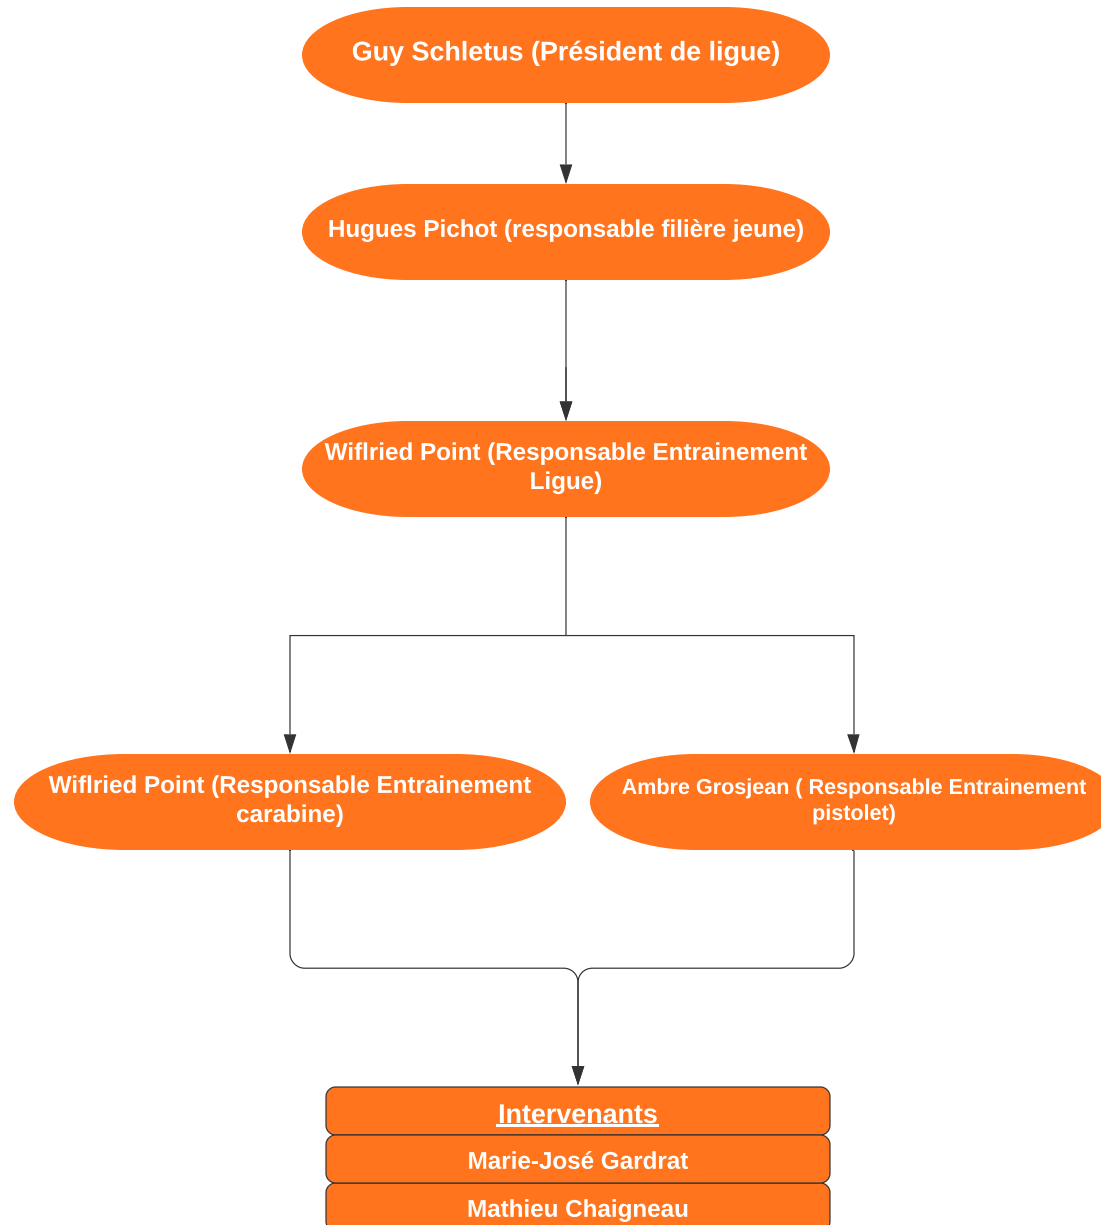 Guy Schletus (Président de ligue)
Hugues Pichot (responsable filière jeune)
Wiflried Point (Responsable Entrainement
Ligue)
Wiflried Point (Responsable Entrainement
carabine)
Ambre Grosjean ( Responsable Entrainement
pistolet)
Intervenants
Marie-José Gardrat
Mathieu Chaigneau